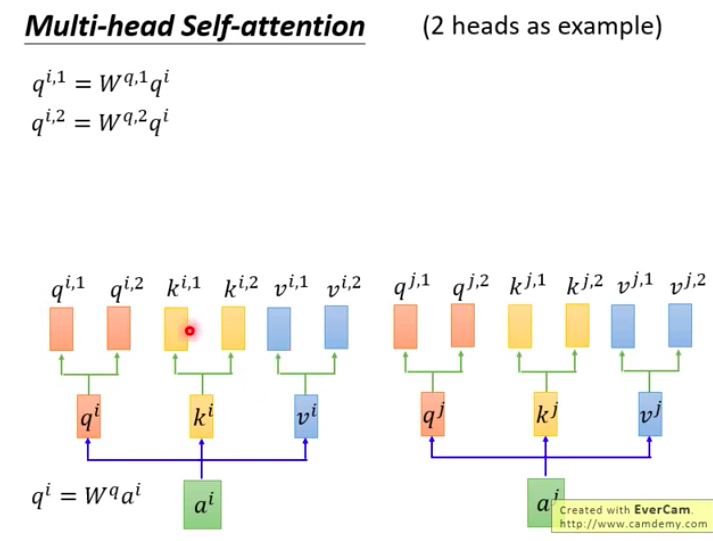 Multi-head Self-attention (2 heads as example)
q^{i,1} = W^{q,1}q^i
q^{i,2} = W^{q,2}q^i
q^{i,1} q^{i,2} k^{i,1} k^{i,2} v^{i,1} v^{i,2} q^{j,1} q^{j,2} k^{j,1} k^{j,2} v^{j,1} v^{j,2}
q^i k^i v^i q^j k^j v^j
q^i = W^q a^i a^i a^j
Created with EverCam.
http://www.camdemy.com